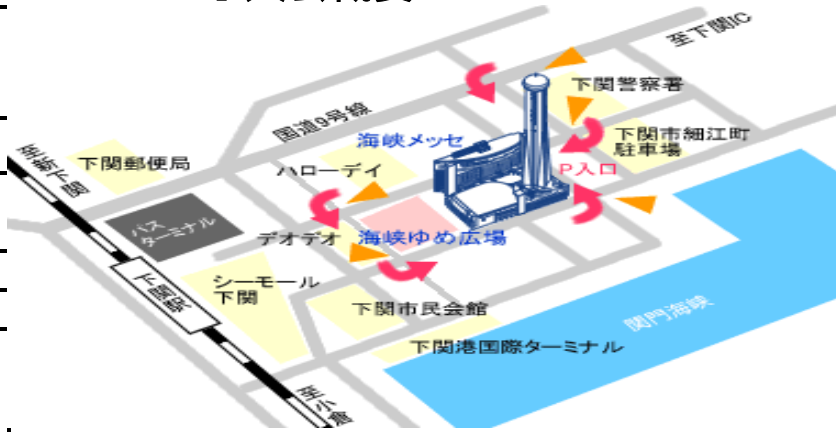 至下関IC
下関警察署
国道9号線
海峡メッセ
下関市細江町
駐車場
至新下関
下関郵便局
ハローデイ
P入口
バス
ターミナル
デオデオ
海峡ゆめ広場
シーモール
下関
下関駅
下関市民会館
関門海峡
下関港国際ターミナル
至小倉